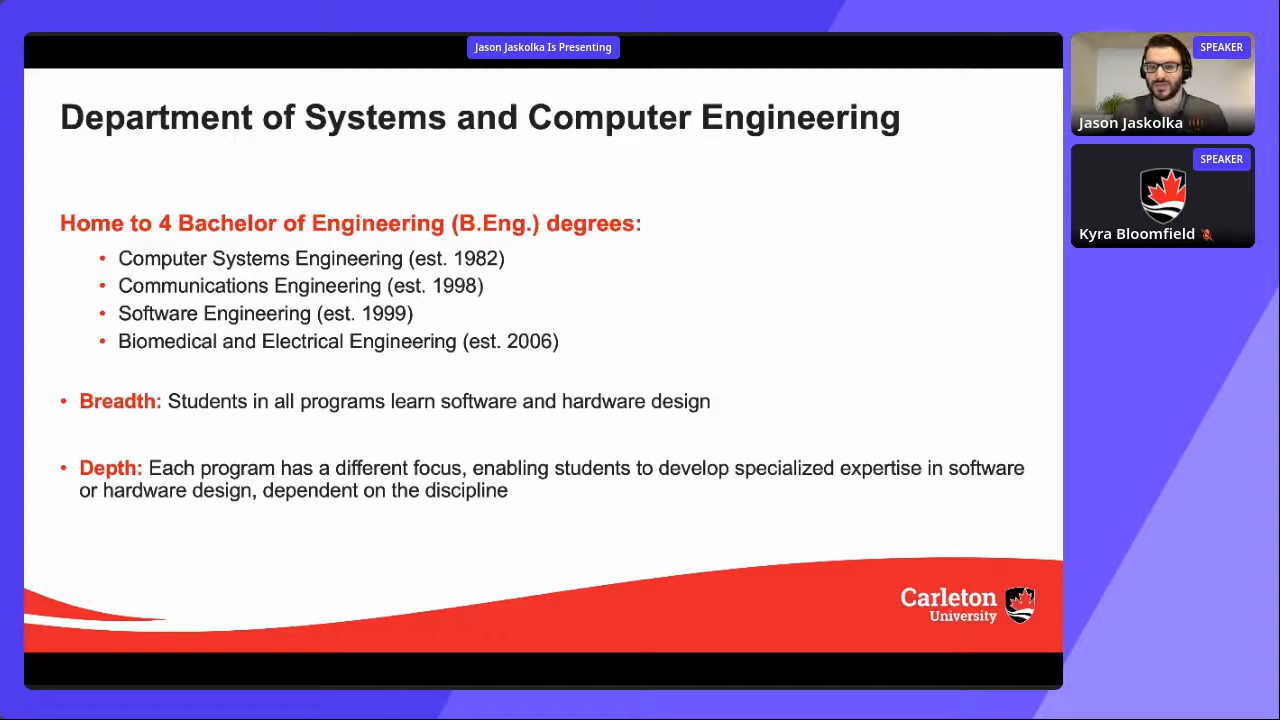 Jason Jaskolka Is Presenting
Department of Systems and Computer Engineering
Home to 4 Bachelor of Engineering (B.Eng.) degrees:
• Computer Systems Engineering (est. 1982)
• Communications Engineering (est. 1998)
• Software Engineering (est. 1999)
• Biomedical and Electrical Engineering (est. 2006)
• Breadth: Students in all programs learn software and hardware design
• Depth: Each program has a different focus, enabling students to develop specialized expertise in software
or hardware design, dependent on the discipline
Carleton
University
SPEAKER
Jason Jaskolka
SPEAKER
Kyra Bloomfield